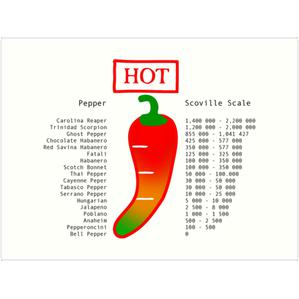 HOT
Pepper Scoville Scale
Carolina Reaper 1,400 000 - 2,200 000
Trinidad Scorpion 1,200 000 - 2,000 000
Ghost Pepper 855 000 - 1,041 427
Chocolate Habanero 425 000 - 577 000
Red Savina Habanero 350 000 - 577 000
Fatali 125 000 - 325 000
Habanero 100 000 - 350 000
Scotch Bonnet 100 000 - 350 000
Thai Pepper 50 000 - 100.000
Cayenne Peper 30 000 - 50 000
Tabasco Pepper 30 000 - 50 000
Serrano Pepper 10 000 - 25 000
Hungarian 5 000 - 10 000
Jalapeno 2 500 - 8 000
Poblano 1 000 - 1 500
Anaheim 500 - 2 500
Pepperoncini 100 - 500
Bell Pepper 0